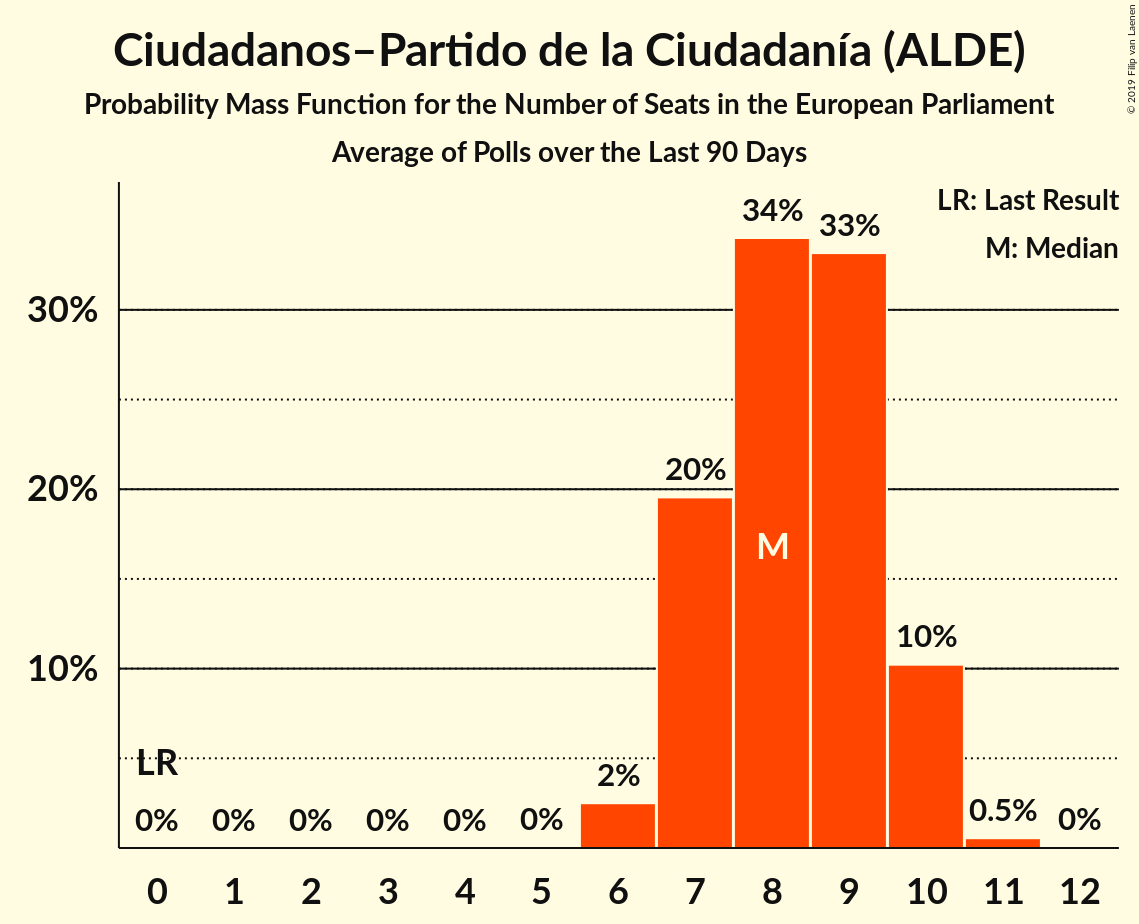 Ciudadanos–Partido de la Ciudadanía (ALDE)
Probability Mass Function for the Number of Seats in the European Parliament
Average of Polls over the Last 90 Days
© 2019 Filip van Laenen
LR: Last Result
M: Median
34%
33%
30%
20%
20%
M
10%
10%
LR
2%
0% 0% 0% 0% 0% 0% 0.5% 0%
0 1 2 3 4 5 6 7 8 9 10 11 12